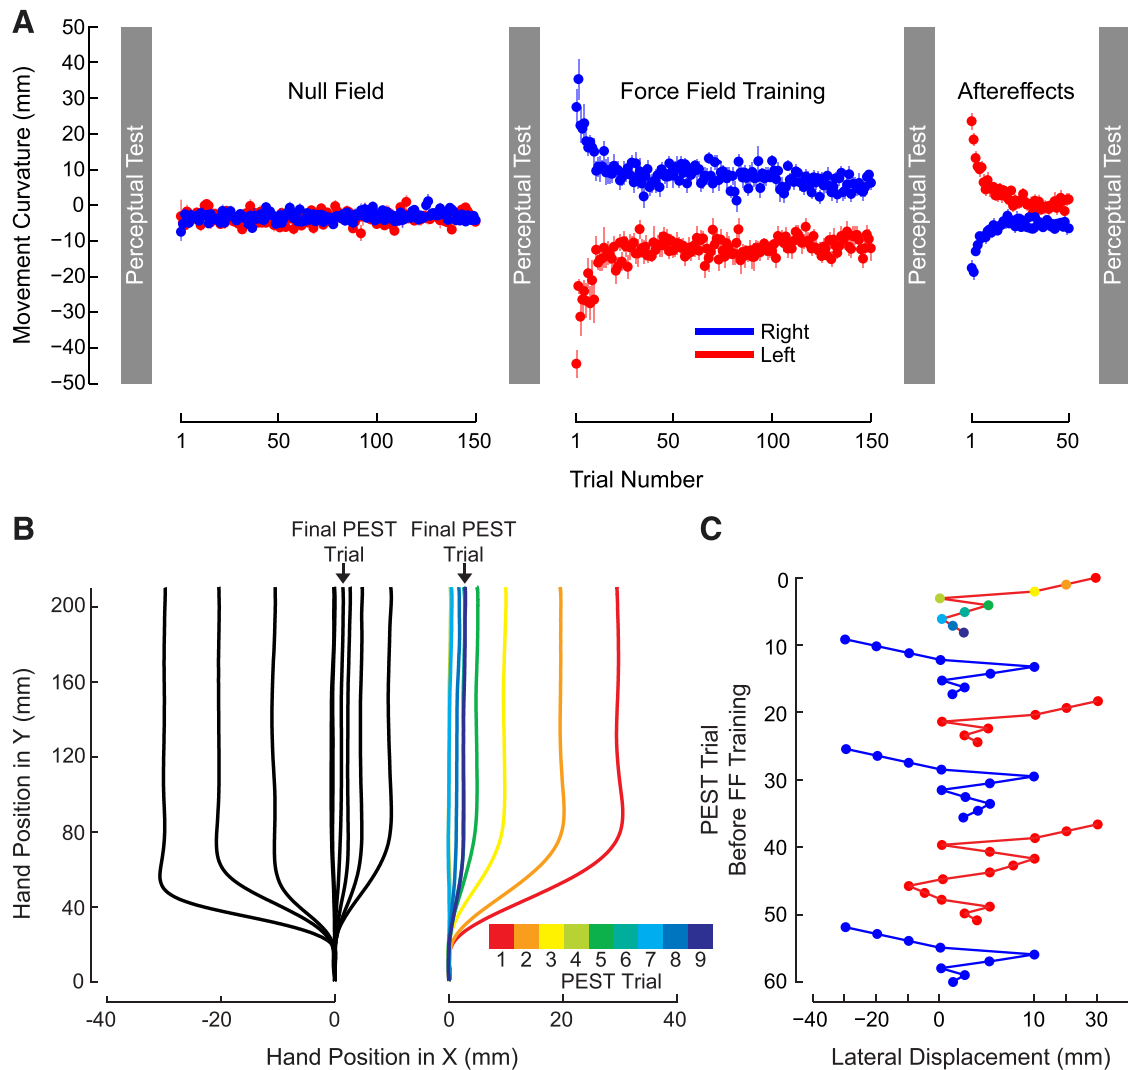 A
Movement Curvature (mm)
50
40
30
20
10
0
−10
−20
−30
−40
−50
Perceptual Test
Null Field
Perceptual Test
Force Field Training
Perceptual Test
Aftereffects
Perceptual Test
Right
Left
1 50 100 150
1 50 100 150
1 50
Trial Number
B
Final PEST Trial
Final PEST Trial
Hand Position in Y (mm)
200
160
120
80
40
0
1 2 3 4 5 6 7 8 9
PEST Trial
-40 -20 0
0 20 40
Hand Position in X (mm)
C
PEST Trial
Before FF Training
0
10
20
30
40
50
60
−40 −20 0 10 20 30
Lateral Displacement (mm)